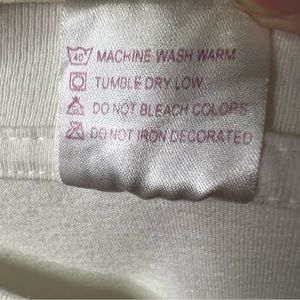 40 MACHINE WASH WARM
TUMBLE DRY LOW
DO NOT BLEACH COLORS
DO NOT IRON DECORATED